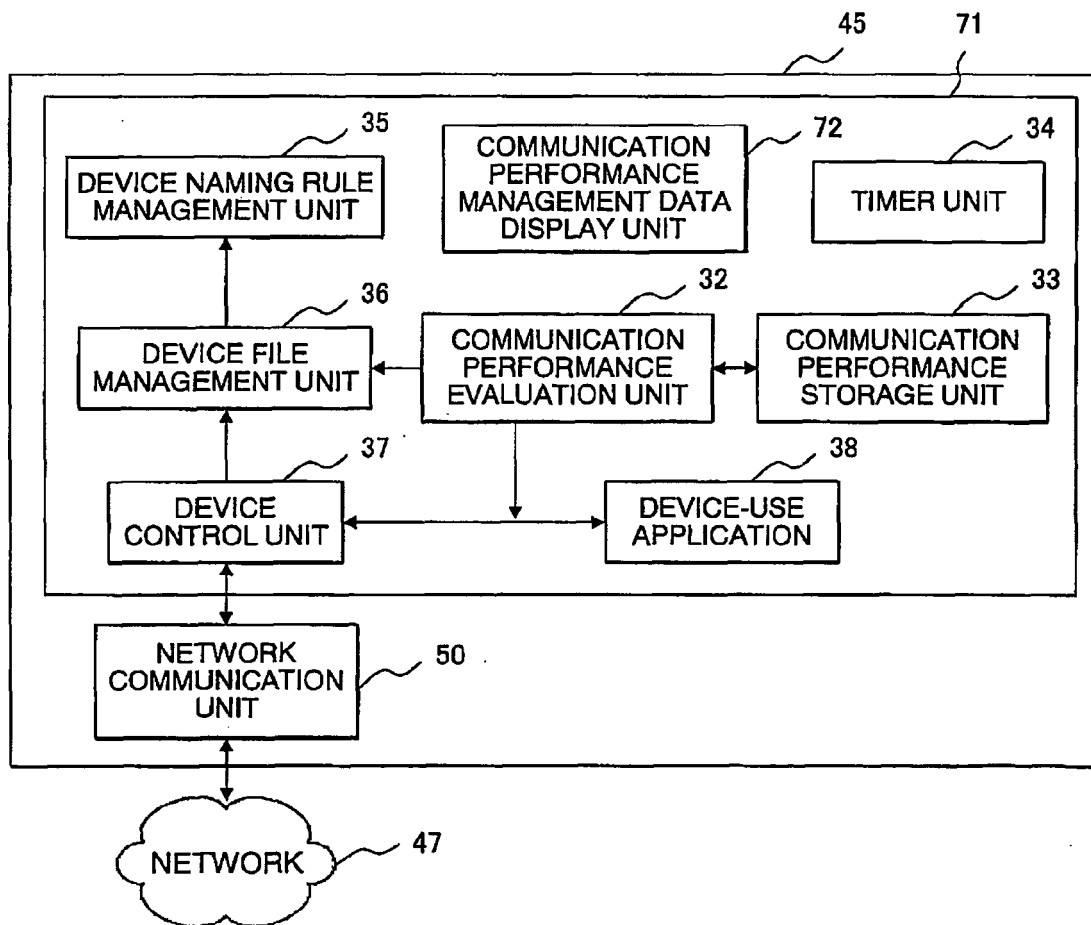 45
71
35
72
34
DEVICE NAMING RULE
MANAGEMENT UNIT
COMMUNICATION
PERFORMANCE
MANAGEMENT DATA
DISPLAY UNIT
TIMER UNIT
36
32
33
DEVICE FILE
MANAGEMENT UNIT
COMMUNICATION
PERFORMANCE
EVALUATION UNIT
COMMUNICATION
PERFORMANCE
STORAGE UNIT
37
38
DEVICE
CONTROL UNIT
DEVICE-USE
APPLICATION
NETWORK
COMMUNICATION
UNIT
50
NETWORK
47